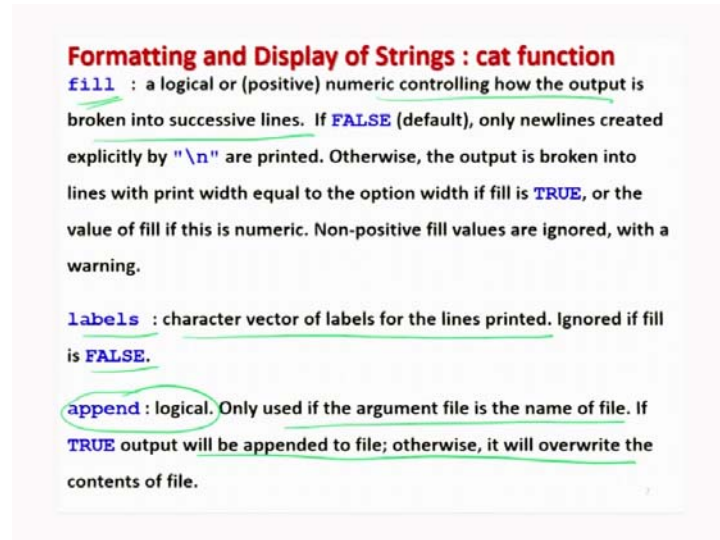 Formatting and Display of Strings : cat function
fill : a logical or (positive) numeric controlling how the output is
broken into successive lines. If FALSE (default), only newlines created
explicitly by "\n" are printed. Otherwise, the output is broken into
lines with print width equal to the option width if fill is TRUE, or the
value of fill if this is numeric. Non-positive fill values are ignored, with a
warning.
labels : character vector of labels for the lines printed. Ignored if fill
is FALSE.
append : logical. Only used if the argument file is the name of file. If
TRUE output will be appended to file; otherwise, it will overwrite the
contents of file.